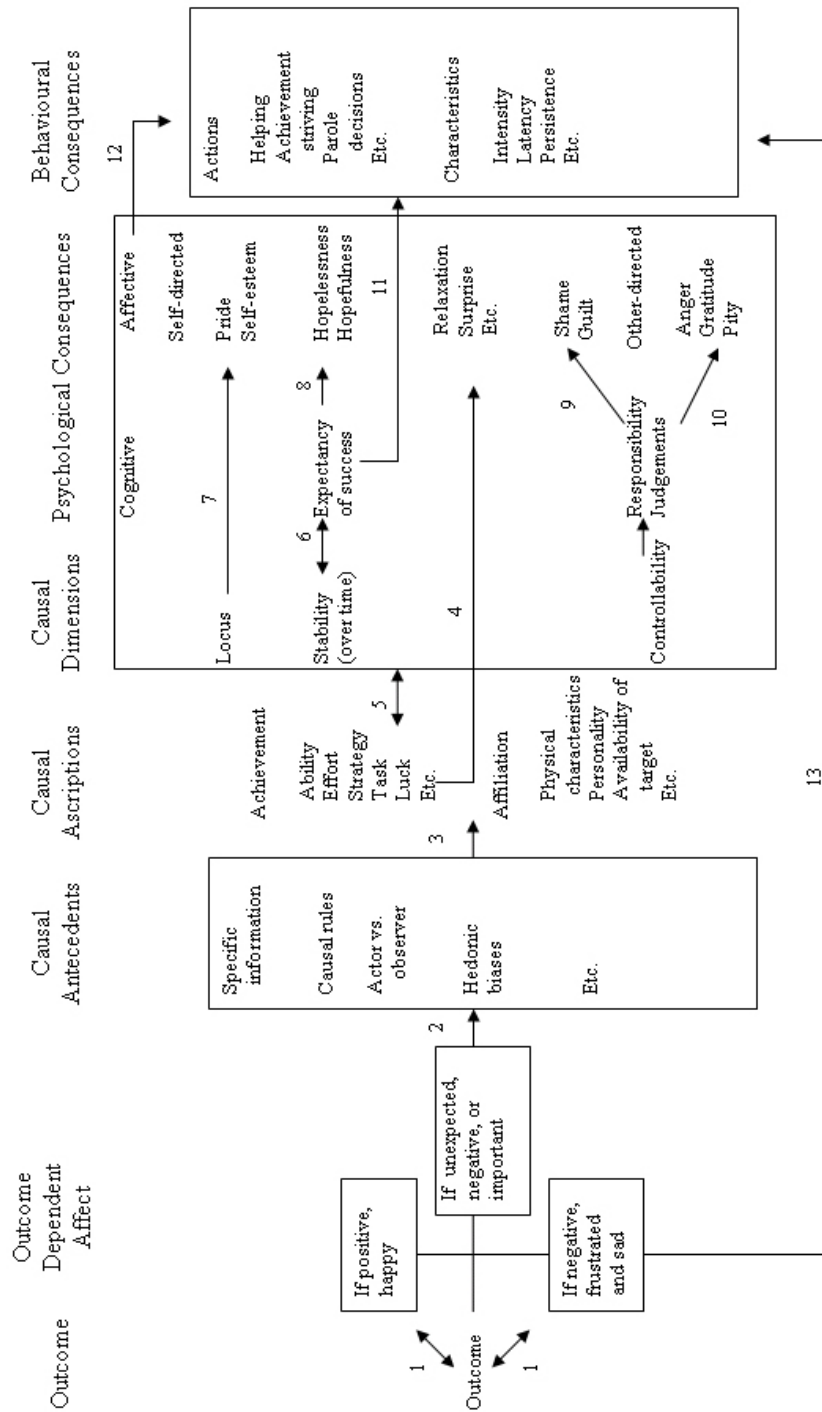 Outcome
Outcome
Dependent
Affect
Causal
Antecedents
Causal
Ascriptions
Causal
Dimensions
Psychological Consequences
Behavioural
Consequences
1
Outcome
1
If positive,
happy
If unexpected,
negative, or
important
If negative,
frustrated
and sad
2
Specific
information
Causal rules
Actor vs.
observer
Hedonic
biases
Etc.
3
Achievement
Ability
Effort
Strategy
Task
Luck
Etc.
Affiliation
Physical
characteristics
Personality
Availability of
target
Etc.
5
4
Locus
Stability
(over time)
Controllability
6
7
Cognitive
Expectancy
of success
Responsibility
Judgements
8
9
10
11
Affective
Self-directed
Pride
Self-esteem
Hopelessness
Hopefulness
Relaxation
Surprise
Etc.
Shame
Guilt
Other-directed
Anger
Gratitude
Pity
12
Actions
Helping
Achievement
striving
Parole
decisions
Etc.
Characteristics
Intensity
Latency
Persistence
Etc.
13